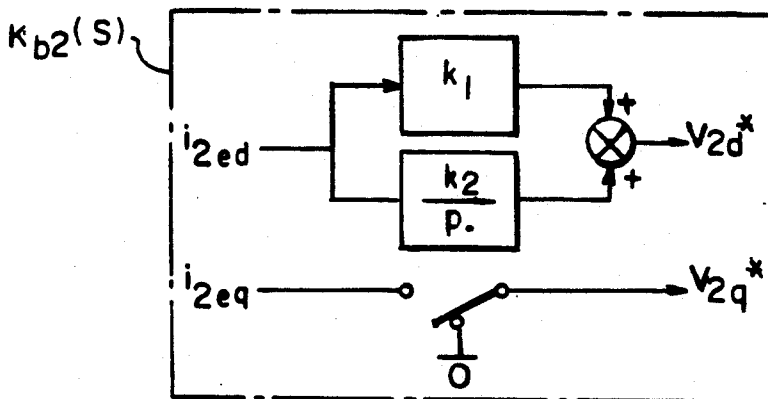 Kb2(S)
k1
+
i2ed
V2d*
k2
p.
+
i2eq
V2q*
0